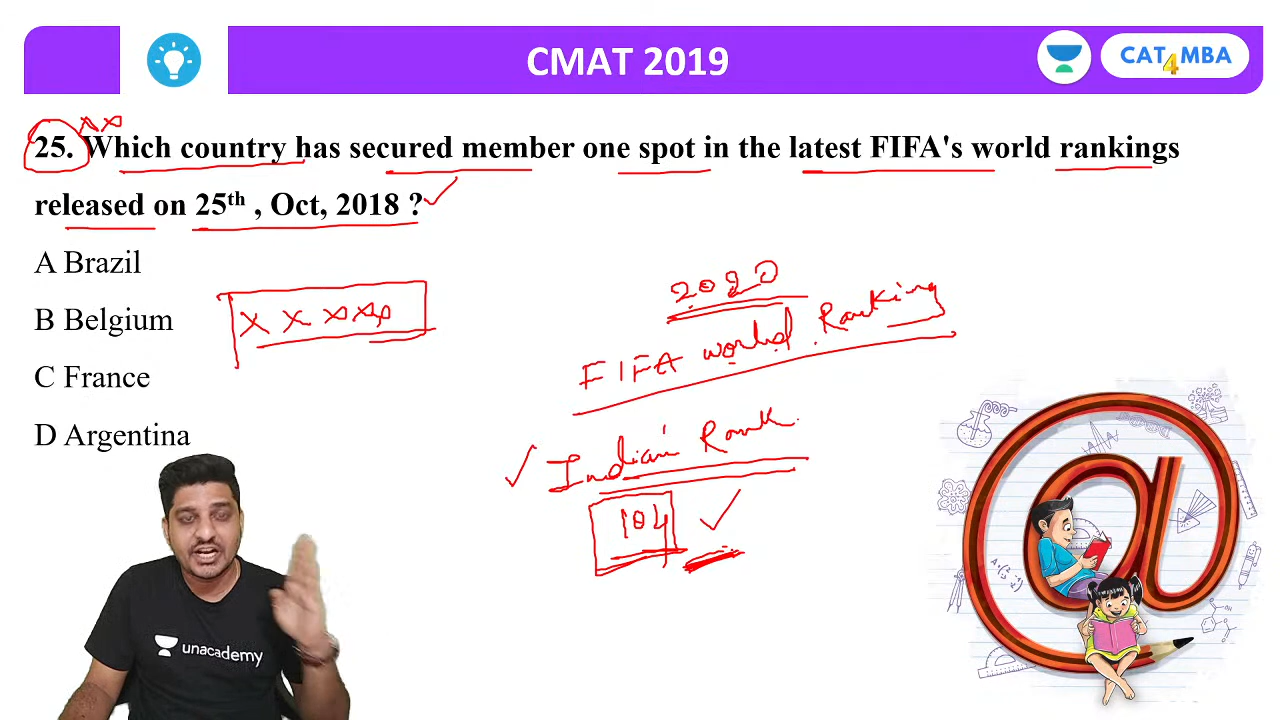 CMAT 2019
CAT4MBA
25. Which country has secured member one spot in the latest FIFA's world rankings
released on 25th , Oct, 2018 ?
A Brazil
B Belgium
x x x x x
C France
D Argentina
2020
FIFA world Ranking
Indian Rank
104
unacademy